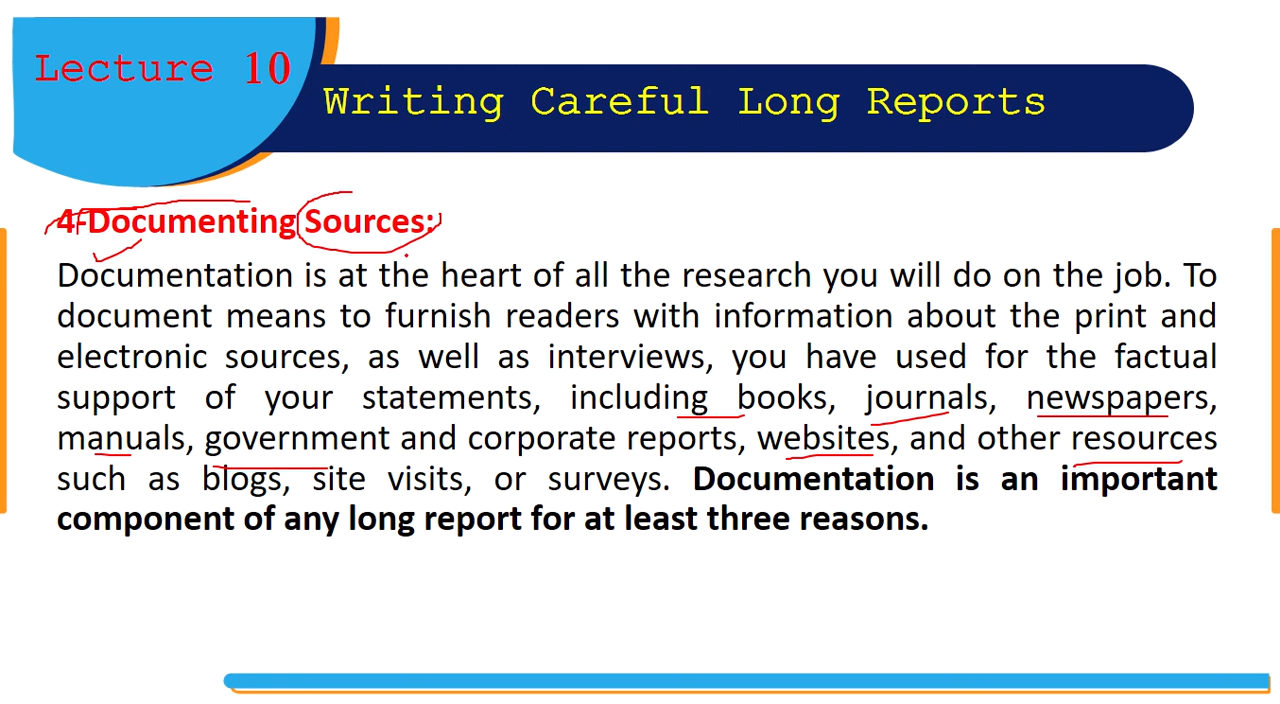 Lecture 10
Writing Careful Long Reports
4-Documenting Sources:
Documentation is at the heart of all the research you will do on the job. To
document means to furnish readers with information about the print and
electronic sources, as well as interviews, you have used for the factual
support of your statements, including books, journals, newspapers,
manuals, government and corporate reports, websites, and other resources
such as blogs, site visits, or surveys. Documentation is an important
component of any long report for at least three reasons.